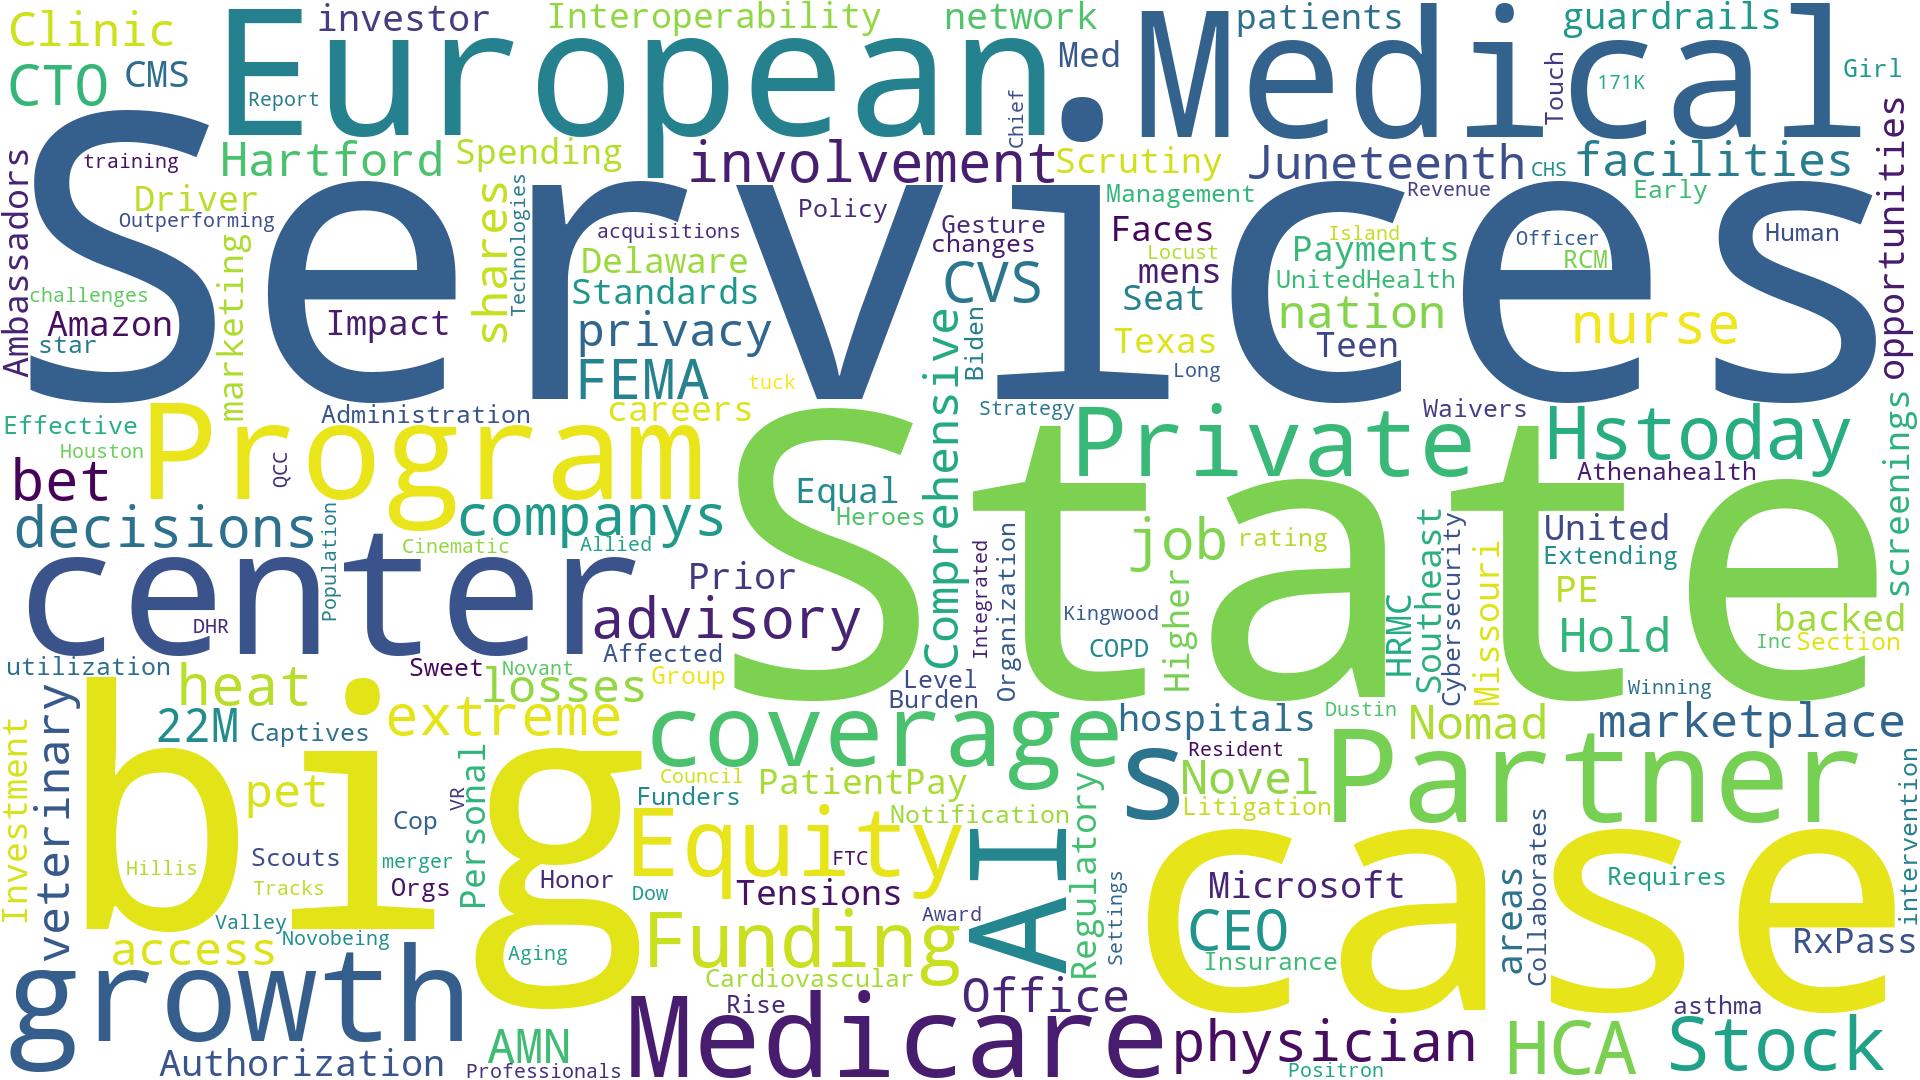 Clinic
investor
Interoperability
network
patients
guardrails
CTO
CMS
European
.
Med
Medical
Touch
171K
Girl
Report
Chief
Services
training
Hartford
Spending
involvement
Scrutiny
Juneteenth
CHS
facilities
Ambassadors
Driver
Outperforming
shares
Technologies
acquisitions
Policy
Gesture
changes
Management
Faces
Locust
mens
Revenue
Early
Island
Payments
UnitedHealth
Officer
RCM
Human
opportunities
challenges
Amazon
star
marketing
Impact
Delaware
Standards
privacy
FEMA
tuck
CVS
Biden
Seat
Texas
Long
nation
Teen
nurse
Effective
Houston
bet
Program
QCC
Administration
careers
Comprehensive
Strategy
Private
Waivers
Hstoday
Athenahealth
screenings
decisions
companys
Cinematic
Allied
Equal
Heroes
State
job
rating
United
Extending
center
Population
DHR
Prior
advisory
Affected
Integrated
Organization
Kingwood
COPD
Higher
HRMC
Southeast
Cybersecurity
Missouri
PE
Hold
backed
Inc
Section
utilization
heat
Sweet
Novant
losses
Group
Level
Burden
Winning
Investment
veterinary
big
22M
Captives
extreme
coverage
hospitals
Resident
Dustin
Nomad
marketplace
pet
Cop
VR
Personal
Council
Funders
PatientPay
Notification
s
Novel
Litigation
Partner
intervention
Hillis
Scouts
Tracks
merger
Orgs
Honor
Equity
FTC
Dow
Tensions
AI
Regulatory
case
Microsoft
areas
Collaborates
Requires
Valley
Novobeing
access
Aging
Funding
Award
Settings
CEO
Insurance
RxPass
growth
Cardiovascular
Rise
Office
asthma
Authorization
AMN
Professionals
Medicare
physician
Positron
HCA
Stock